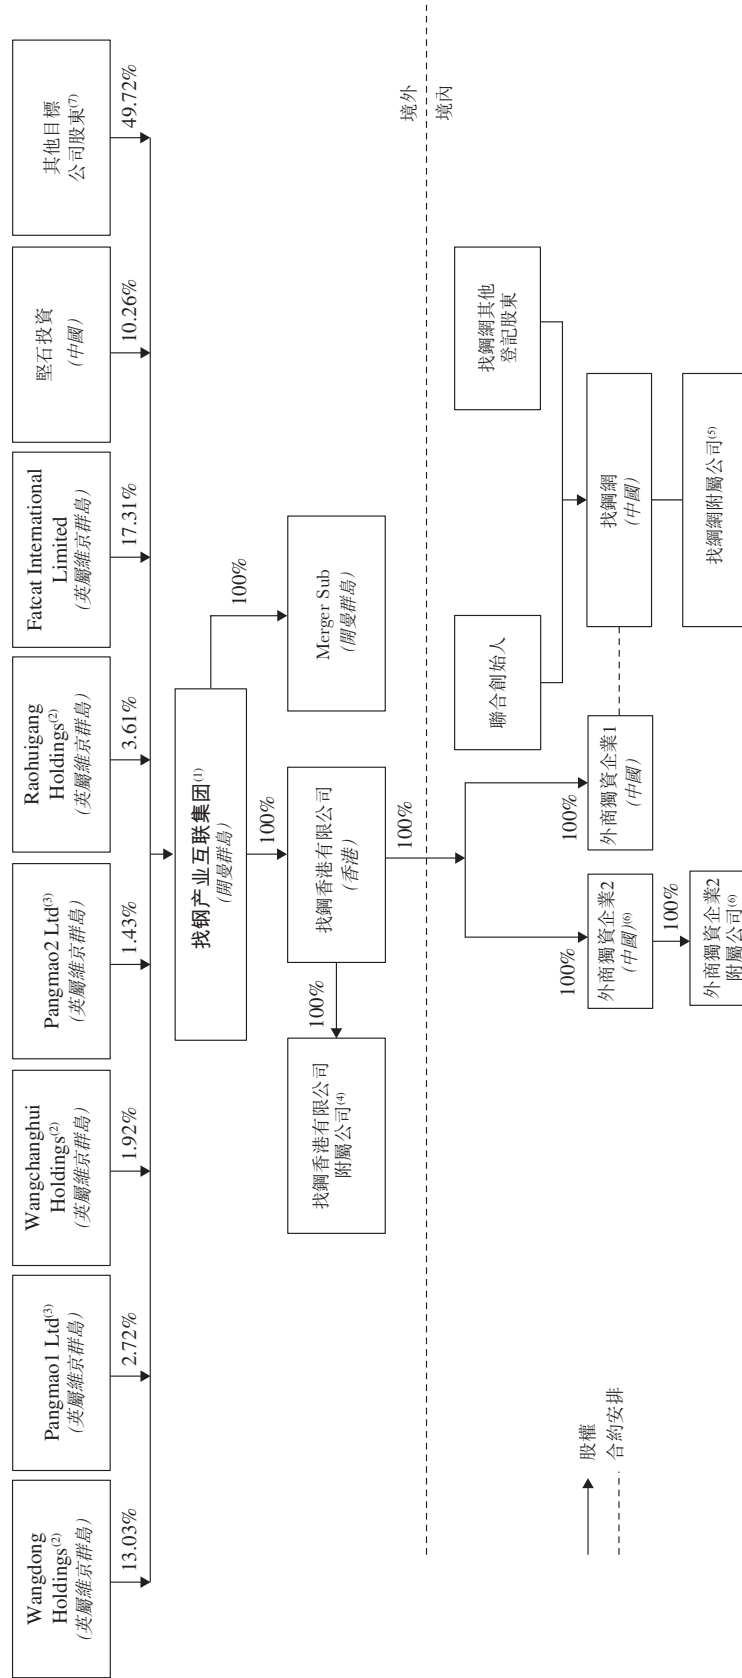 Wangdong
Holdings(2)
(英屬維京群島)
Pangmao1 Ltd(3)
(英屬維京群島)
Wangchanghui
Holdings(2)
(英屬維京群島)
Pangmao2 Ltd(3)
(英屬維京群島)
Raohuigang
Holdings(2)
(英屬維京群島)
Fatcat International
Limited
(英屬維京群島)
堅石投資
(中國)
其他目標
公司股東(7)
13.03%
2.72%
1.92%
1.43%
3.61%
17.31%
10.26%
49.72%
找钢产业互联集团(1)
(開曼群島)
100%
100%
找鋼香港有限公司
附屬公司(4)
100%
找鋼香港有限公司
(香港)
Merger Sub
(開曼群島)
100%
境外
境內
聯合創始人
找鋼網其他
登記股東
100%
100%
外商獨資企業2
(中國)(6)
外商獨資企業1
(中國)
找鋼網
(中國)
100%
外商獨資企業2
附屬公司(6)
找綱網附屬公司(5)
股權
合約安排